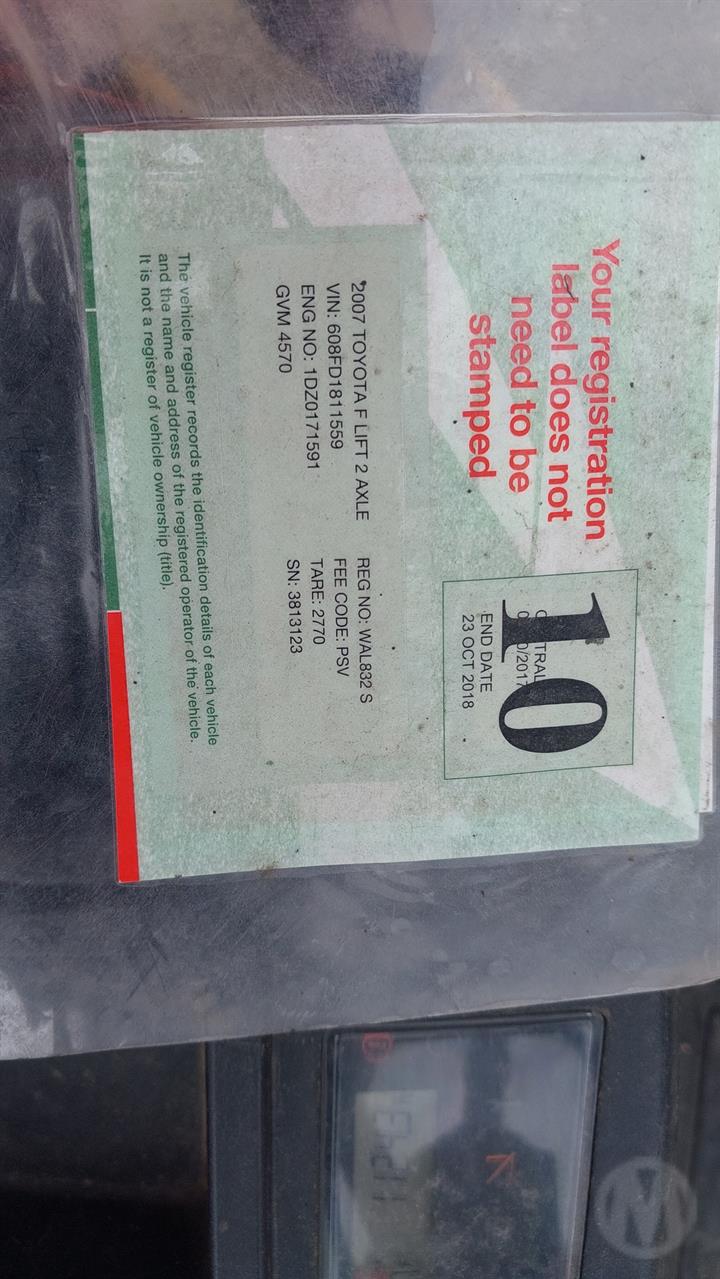 Your registration
label does not
need to be
stamped
10
END DATE
23 OCT 2018
2007 TOYOTA F LIFT 2 AXLE
VIN: 608FD1811559
ENG NO: 1DZ0171591
GVM 4570
REG NO: WAL832 S
FEE CODE: PSV
TARE: 2770
SN: 3813123
The vehicle register records the identification details of each vehicle
and the name and address of the registered operator of the vehicle.
It is not a register of vehicle ownership (title).
M